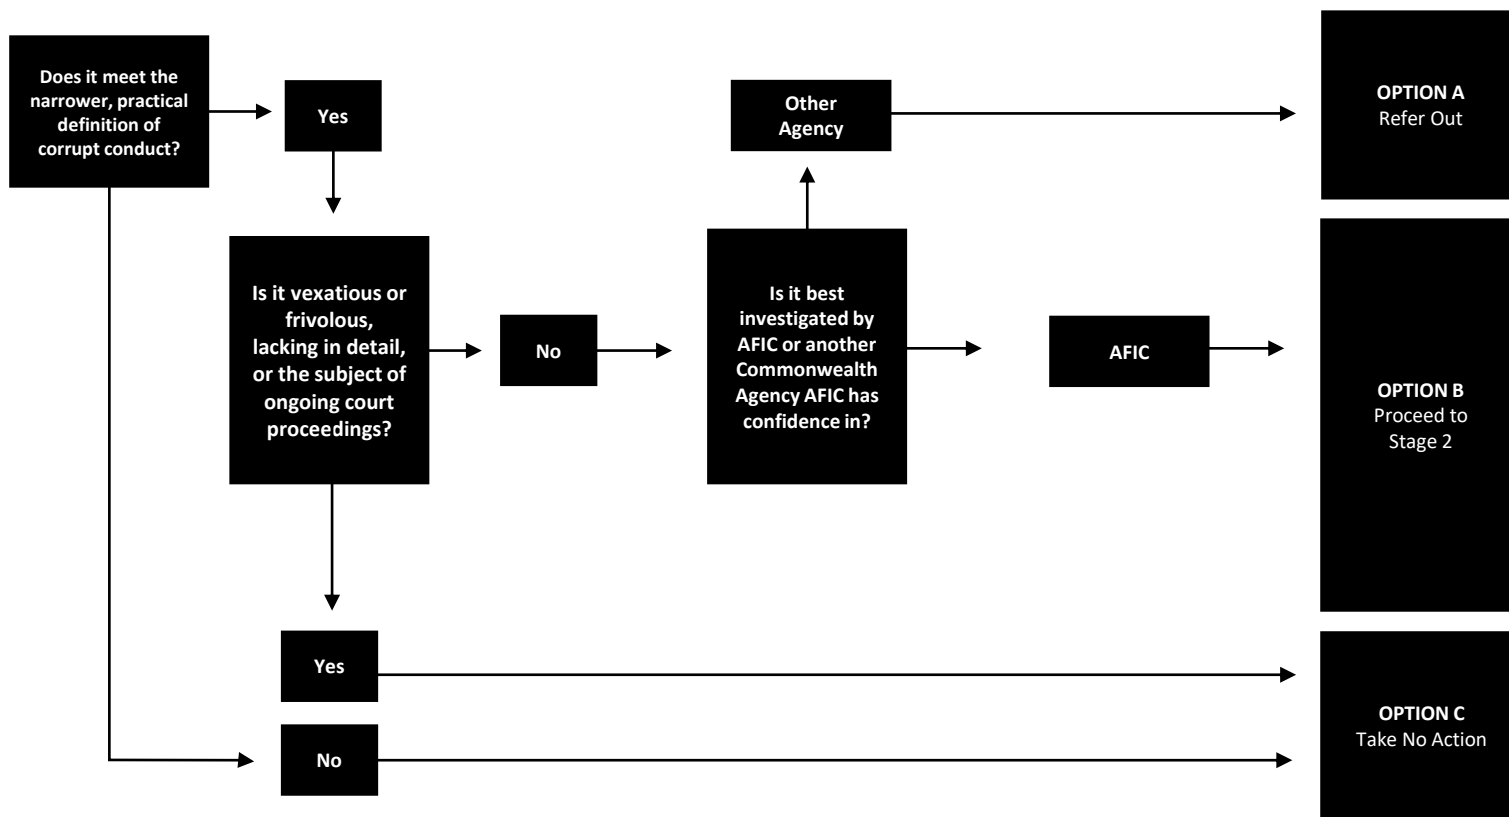 Does it meet the
narrower, practical
definition of
corrupt conduct?
Yes
Other
Agency
OPTION A
Refer Out
Is it vexatious or
frivolous,
lacking in detail,
or the subject of
ongoing court
proceedings?
No
Is it best
investigated by
AFIC or another
Commonwealth
Agency AFIC has
confidence in?
AFIC
OPTION B
Proceed to
Stage 2
Yes
No
OPTION C
Take No Action